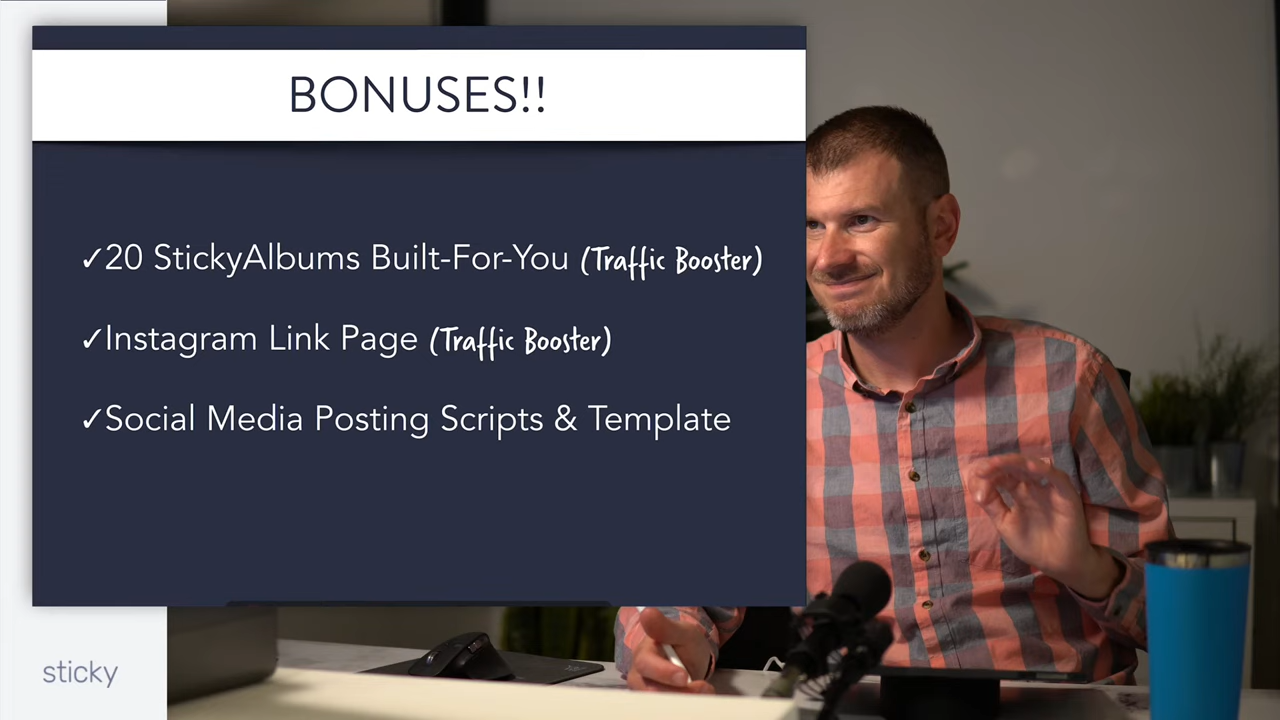 BONUSES!!
✓20 StickyAlbums Built-For-You (Traffic Booster)
✓Instagram Link Page (Traffic Booster)
✓Social Media Posting Scripts & Template
sticky